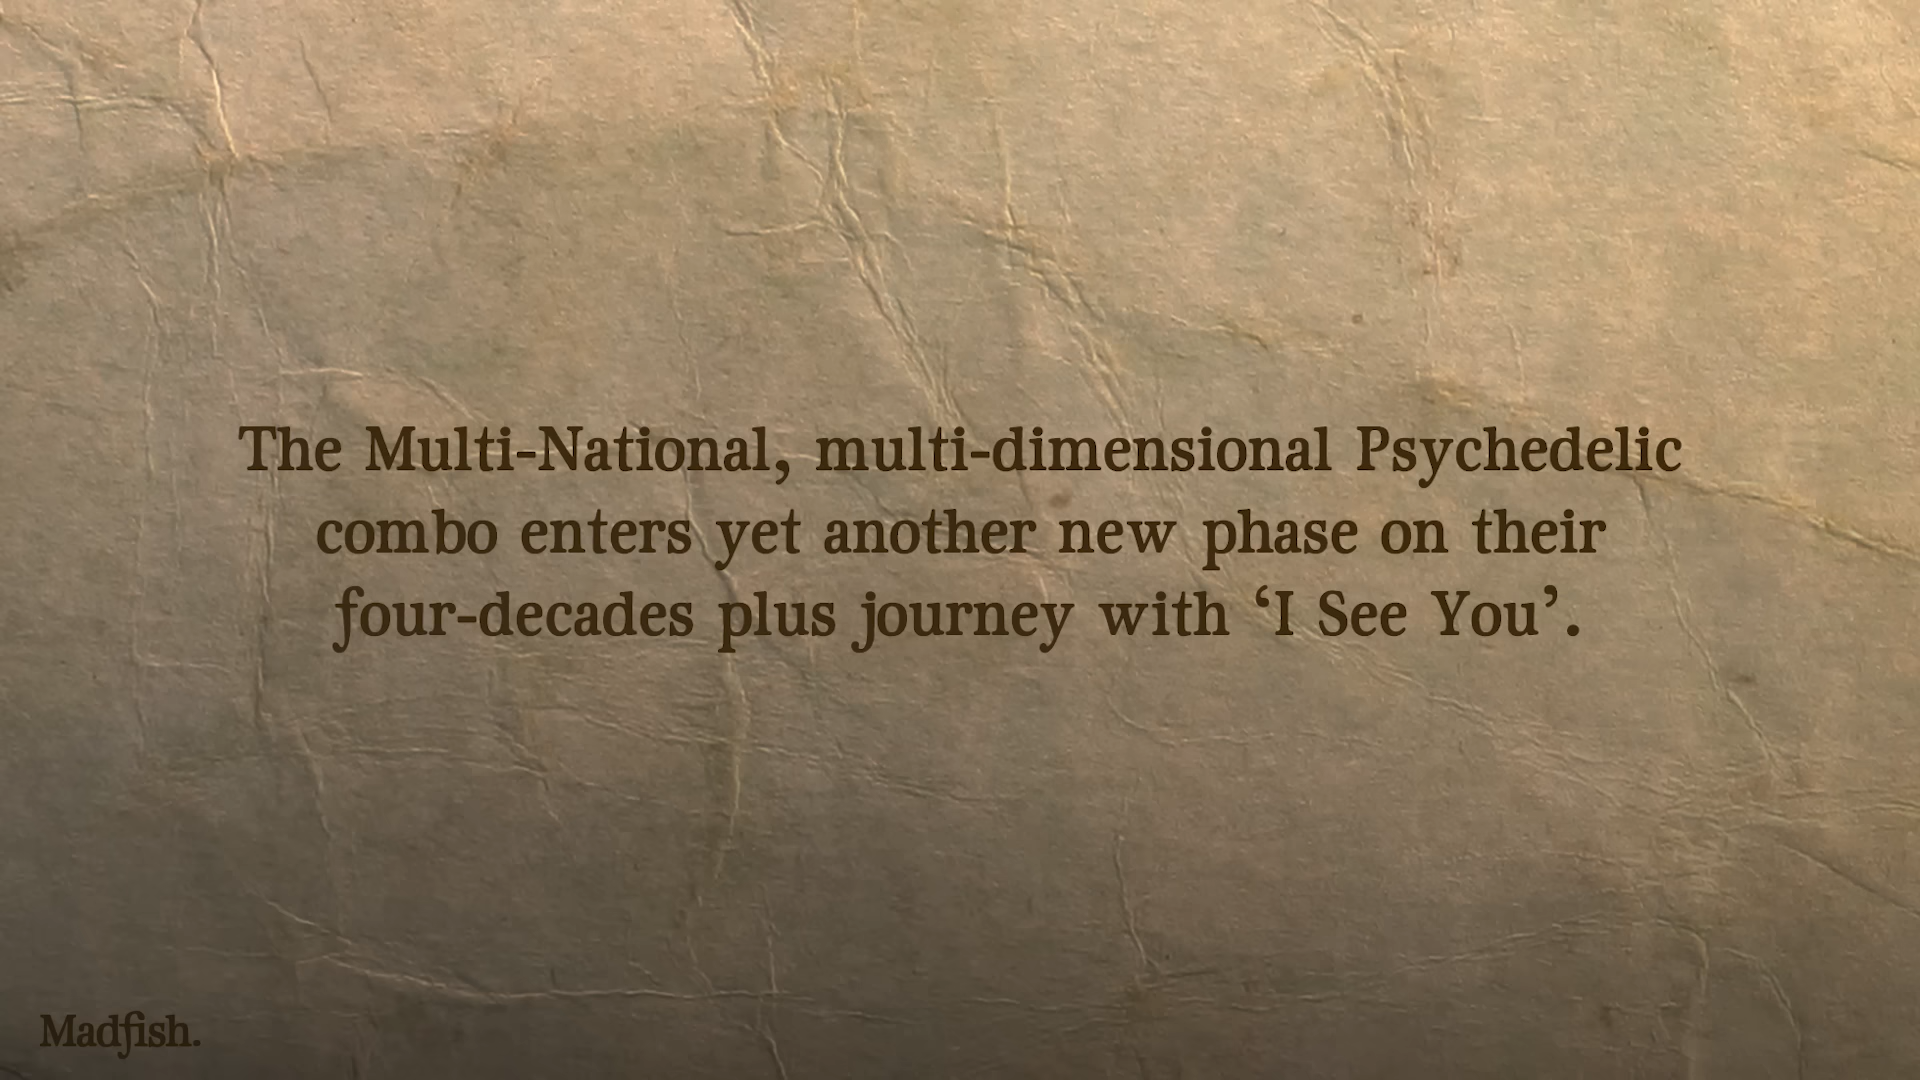 The Multi-National, multi-dimensional Psychedelic
combo enters yet another new phase on their
four-decades plus journey with ‘I See You’.
Madfish.